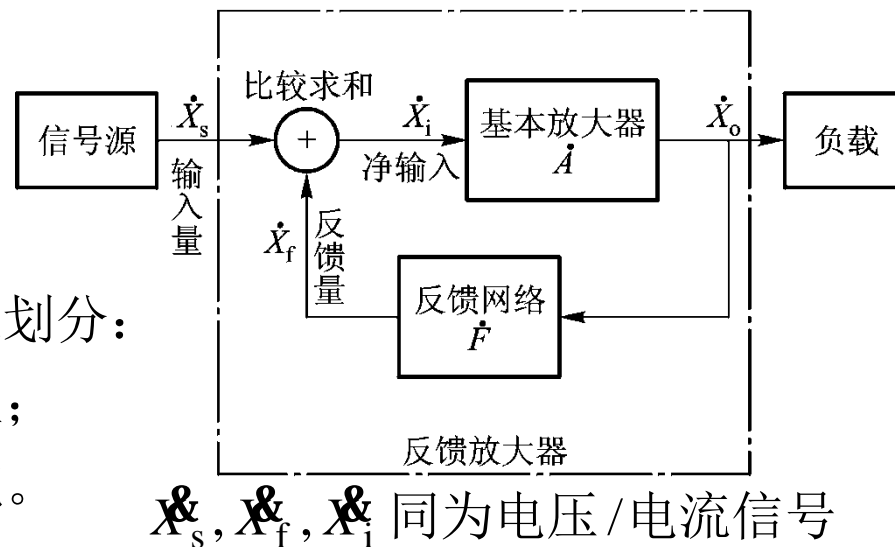 比较求和
信号源
Ẋs
输入量
+
Ẋi
净输入
基本放大器
Ȧ
Ẋo
负载
Ẋf
反馈量
反馈网络
Ḟ
划分：
；
。
反馈放大器
X&s, X&f, X&i 同为电压/电流信号